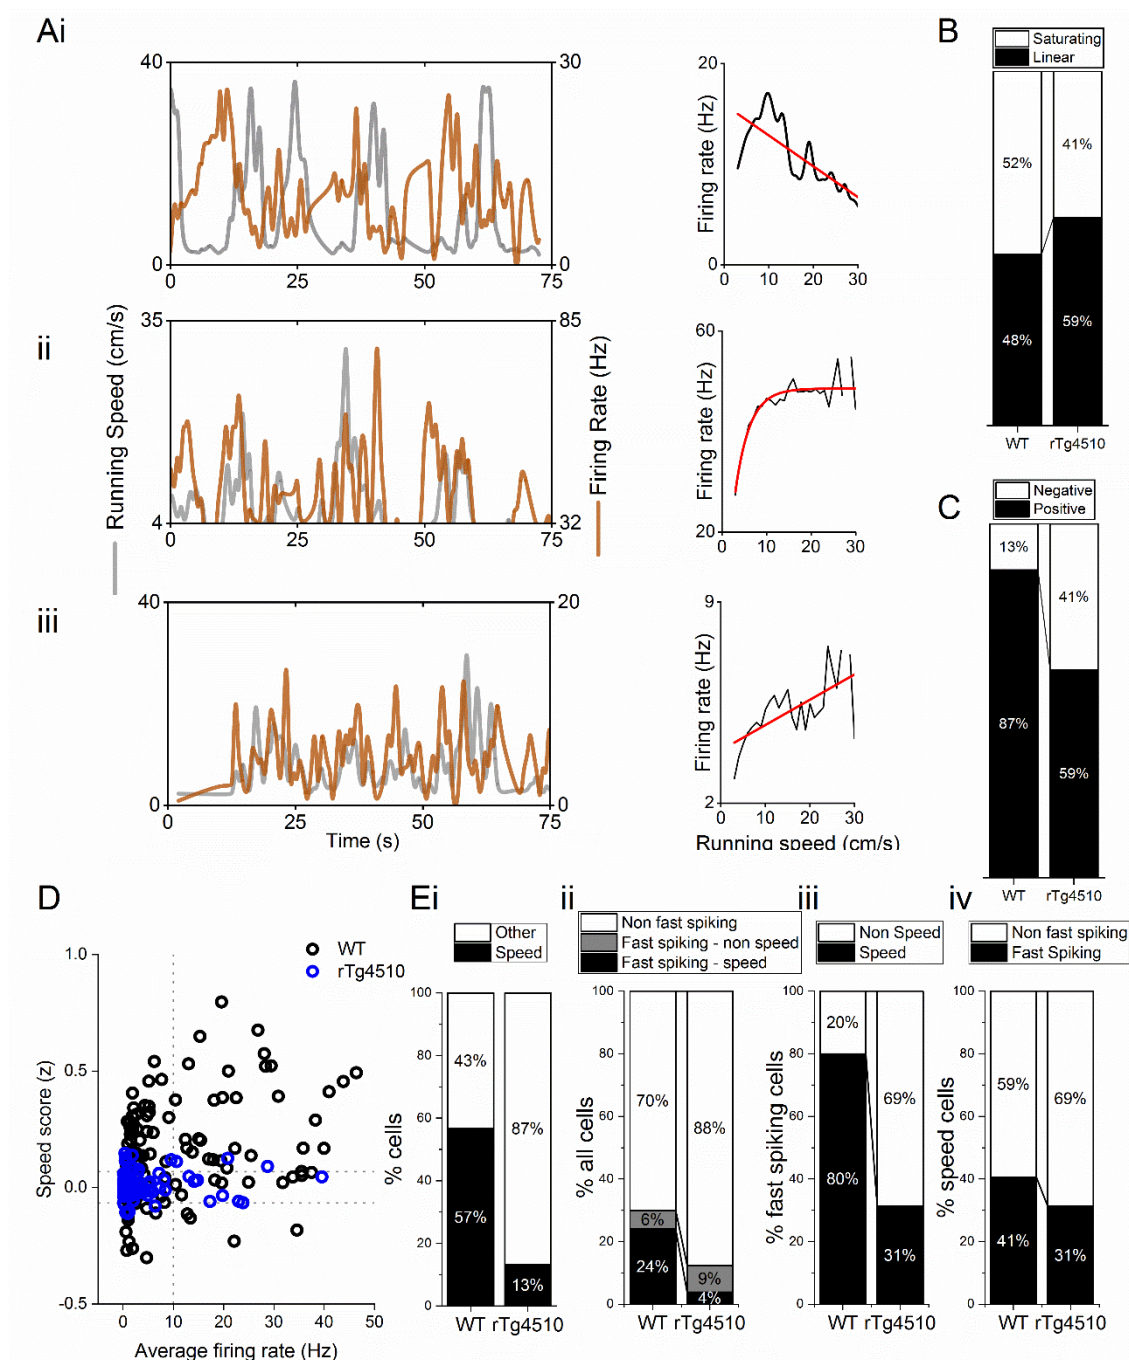 Ai
40
30
0
0
0
25
50
75
20
Firing rate (Hz)
0
0
10
20
30
B
Saturating
Linear
52%
41%
48%
59%
WT
rTg4510
ii
Running Speed (cm/s)
35
85
4
32
0
25
50
75
Firing Rate (Hz)
60
Firing rate (Hz)
20
0
10
20
30
C
Negative
Positive
13%
41%
87%
59%
WT
rTg4510
iii
40
20
0
0
0
25
50
75
Time (s)
9
Firing rate (Hz)
2
0
10
20
30
Running speed (cm/s)
D
WT
rTg4510
1.0
0.5
0.0
-0.5
Speed score (z)
0
10
20
30
40
50
Average firing rate (Hz)
Ei
Other
Speed
100
80
60
40
20
0
% cells
43%
87%
57%
13%
WT
rTg4510
ii
Non fast spiking
Fast spiking - non speed
Fast spiking - speed
100
80
60
40
20
0
% all cells
70%
88%
6%
9%
24%
4%
WT
rTg4510
iii
Non Speed
Speed
100
80
60
40
20
0
% fast spiking cells
20%
69%
80%
31%
WT
rTg4510
iv
Non fast spiking
Fast Spiking
100
80
60
40
20
0
% speed cells
59%
69%
41%
31%
WT
rTg4510